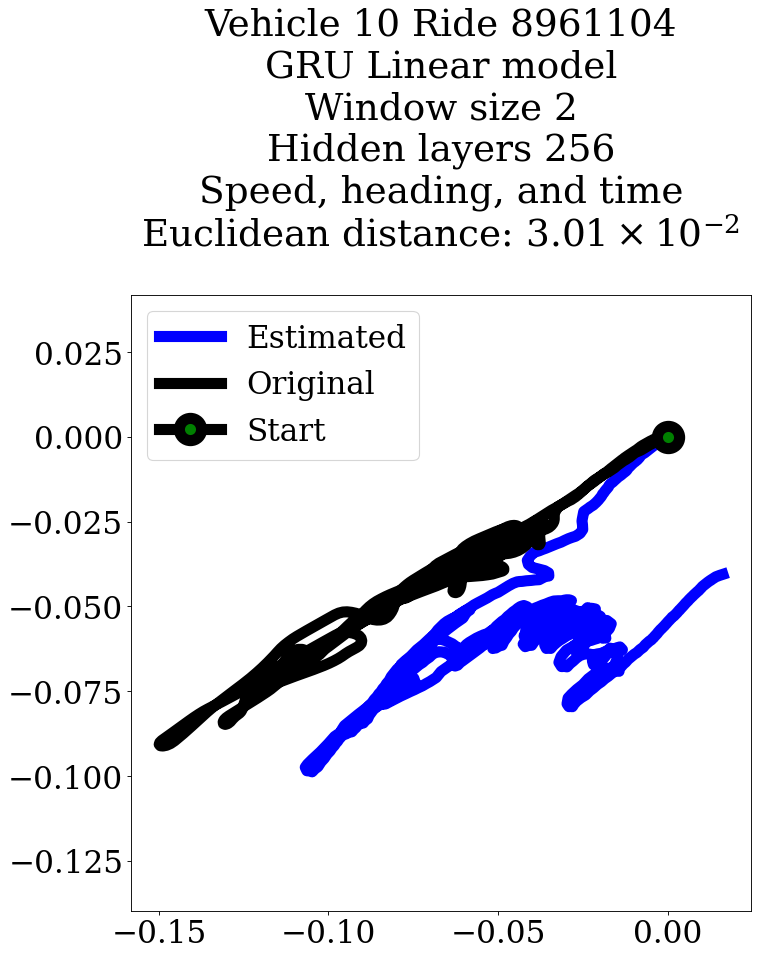 Vehicle 10 Ride 8961104
GRU Linear model
Window size 2
Hidden layers 256
Speed, heading, and time
Euclidean distance: 3.01 × 10⁻²
Estimated
Original
Start
0.025
0.000
−0.025
−0.050
−0.075
−0.100
−0.125
−0.15 −0.10 −0.05 0.00